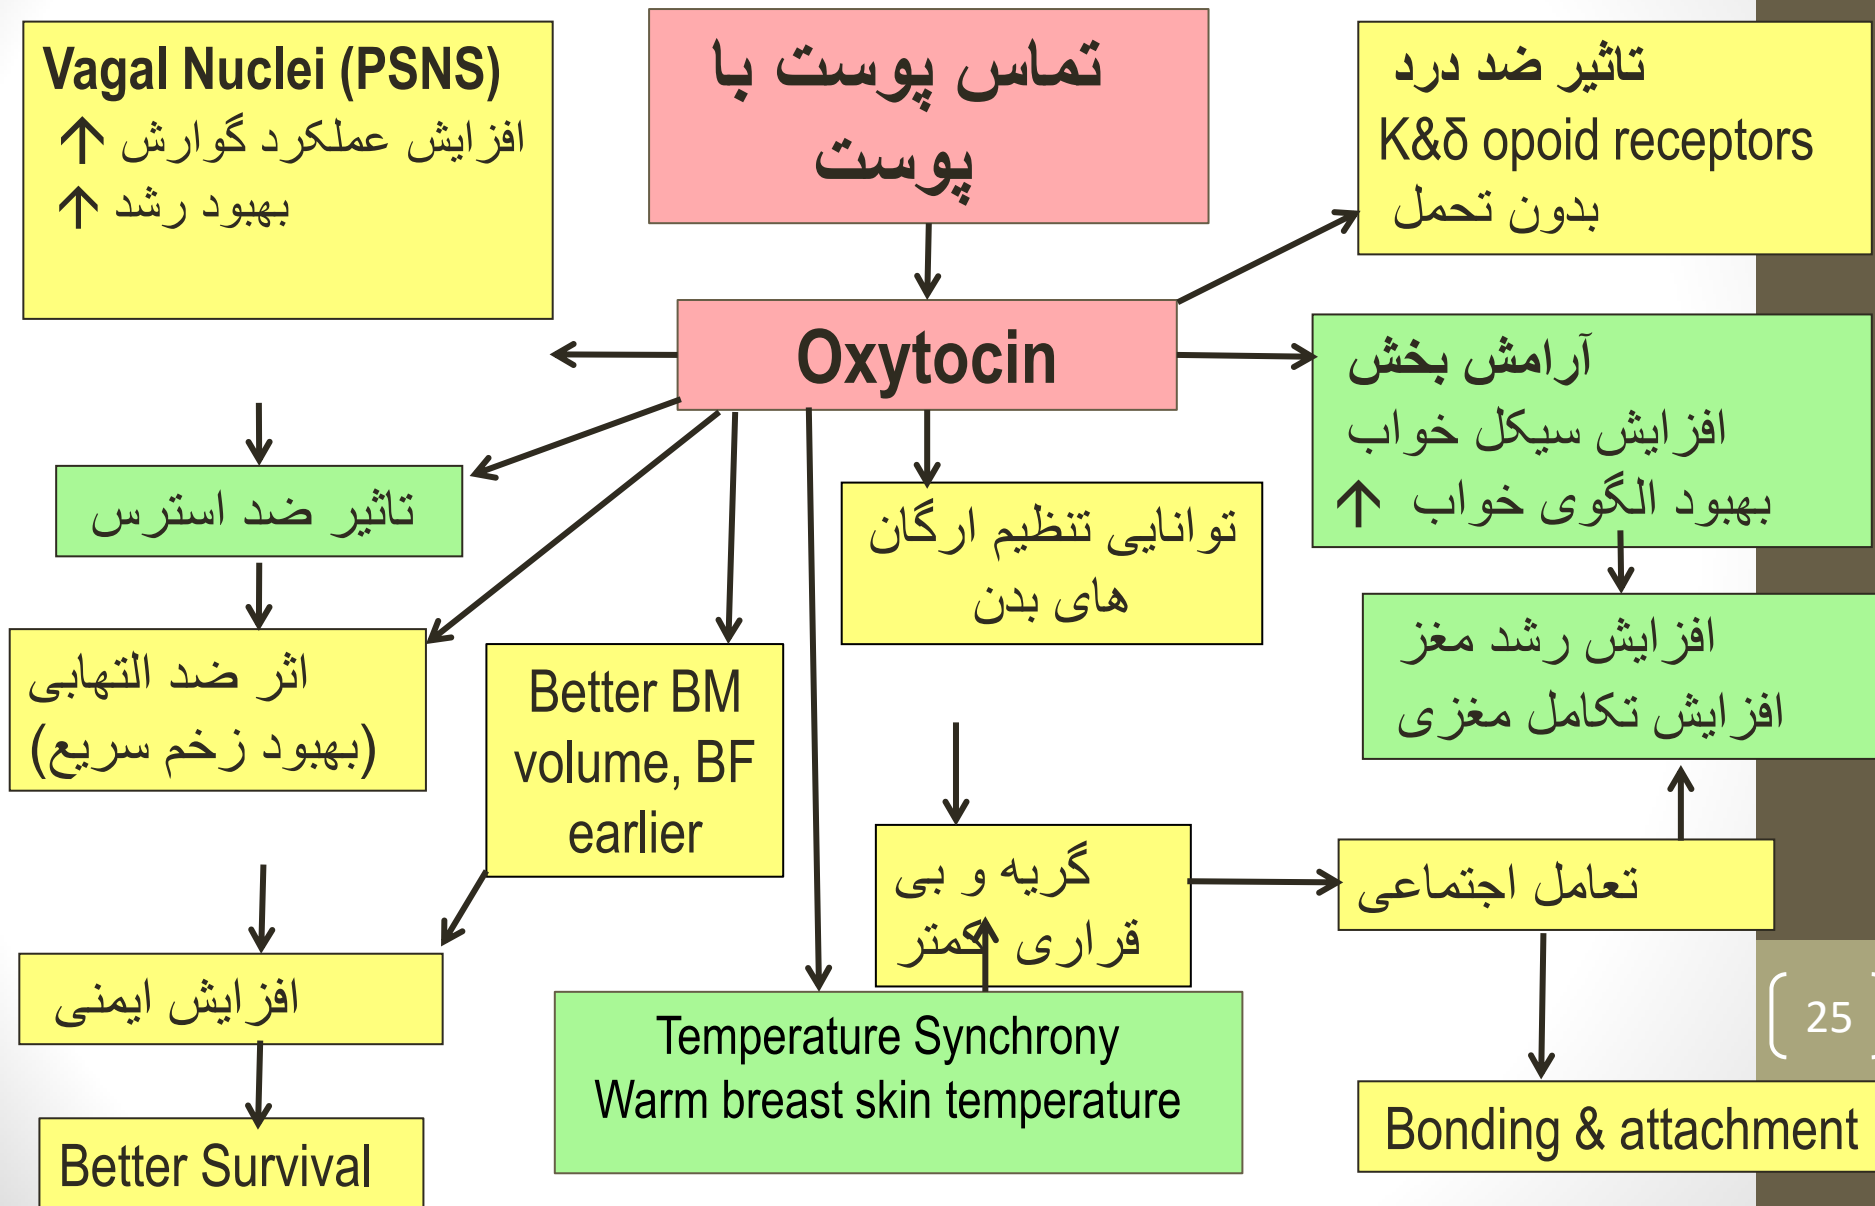 Vagal Nuclei (PSNS)
افزایش عملکرد گوارش ↑
بهبود رشد ↑
تماس پوست با
پوست
تاثیر ضد درد
K&δ opoid receptors
بدون تحمل
Oxytocin
آرامش بخش
افزایش سیکل خواب
بهبود الگوی خواب ↑
تاثیر ضد استرس
توانایی تنظیم ارگان
های بدن
افزایش رشد مغز
افزایش تکامل مغزی
اثر ضد التهابی
(بهبود زخم سریع)
Better BM
volume, BF
earlier
گریه و بی
قراری کمتر
تعامل اجتماعی
افزایش ایمنی
Temperature Synchrony
Warm breast skin temperature
25
Better Survival
Bonding & attachment